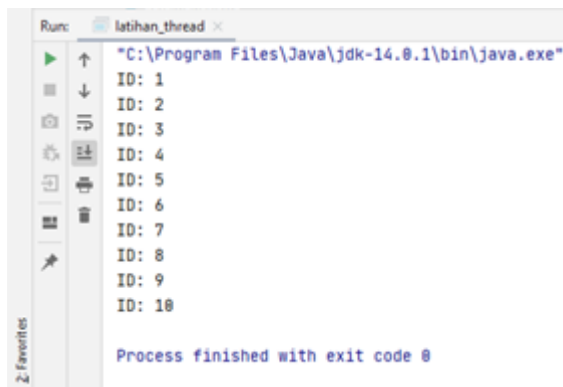 Run: latihan_thread
"C:\Program Files\Java\jdk-14.0.1\bin\java.exe"
ID: 1
ID: 2
ID: 3
ID: 4
ID: 5
ID: 6
ID: 7
ID: 8
ID: 9
ID: 10
Process finished with exit code 0
2: Favorites